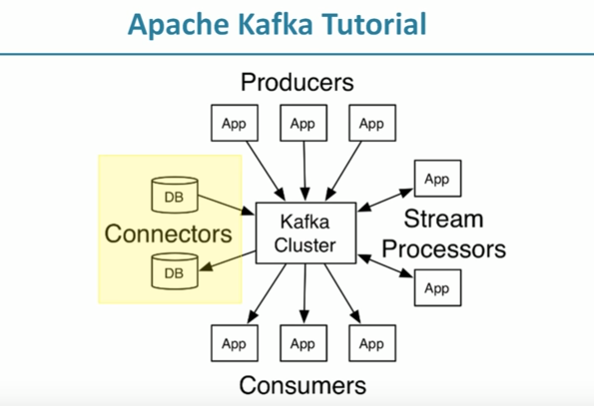 Apache Kafka Tutorial
Producers
App
App
App
DB
Connectors
DB
Kafka
Cluster
App
Stream
Processors
App
App
App
App
Consumers